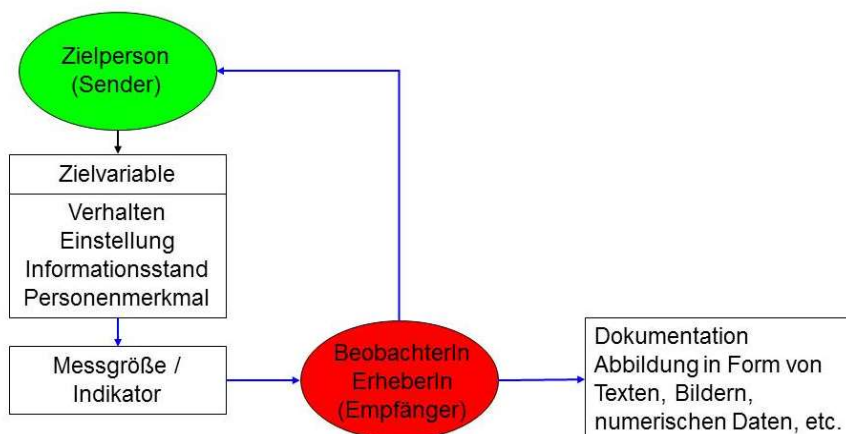 Zielperson
(Sender)
Zielvariable
Verhalten
Einstellung
Informationsstand
Personenmerkmal
Messgröße /
Indikator
BeobachterIn
ErheberIn
(Empfänger)
Dokumentation
Abbildung in Form von
Texten, Bildern,
numerischen Daten, etc.